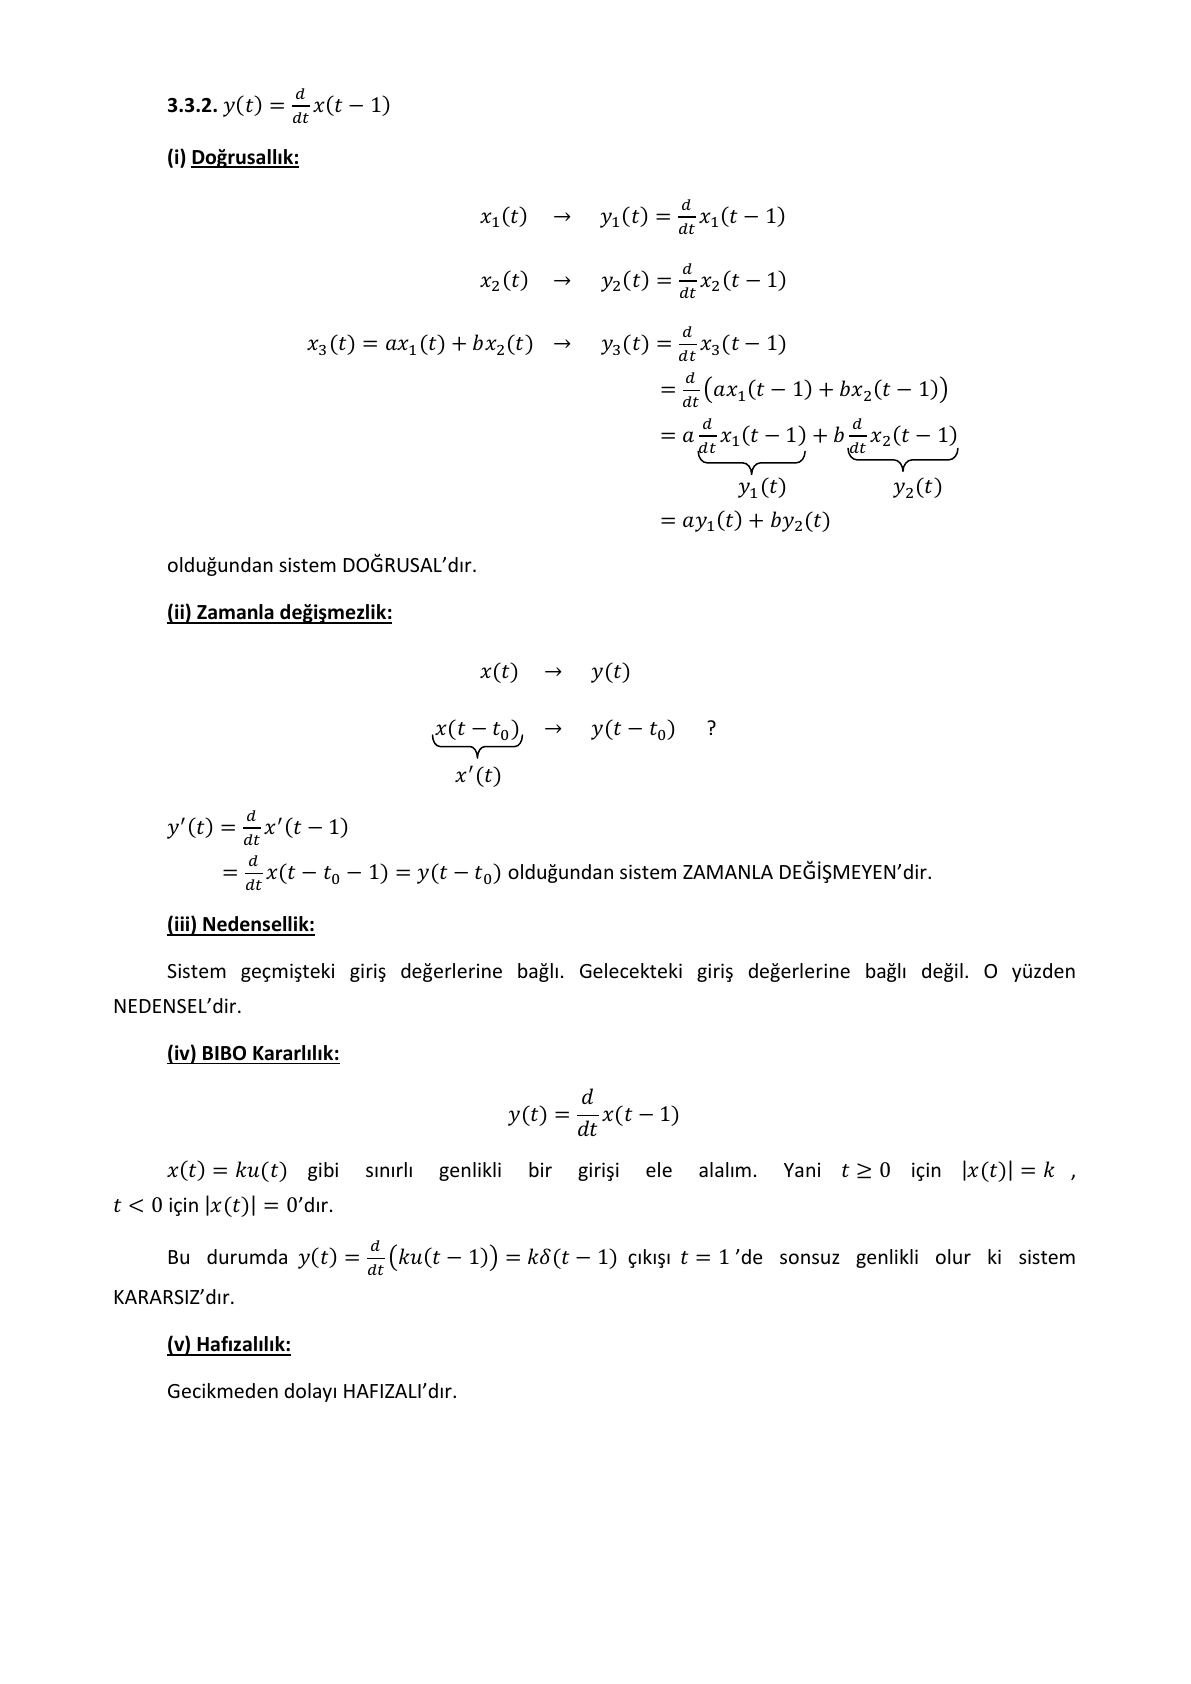 3.3.2. y(t) = d/dt x(t − 1)
(i) Doğrusallık:
x₁(t) → y₁(t) = d/dt x₁(t − 1)
x₂(t) → y₂(t) = d/dt x₂(t − 1)
x₃(t) = ax₁(t) + bx₂(t) → y₃(t) = d/dt x₃(t − 1)
= d/dt (ax₁(t − 1) + bx₂(t − 1))
= a d/dt x₁(t − 1) + b d/dt x₂(t − 1)
y₁(t) y₂(t)
= ay₁(t) + by₂(t)
olduğundan sistem DOĞRUSAL’dır.
(ii) Zamanla değişmezlik:
x(t) → y(t)
x(t − t₀) → y(t − t₀) ?
x′(t)
y′(t) = d/dt x′(t − 1)
= d/dt x(t − t₀ − 1) = y(t − t₀) olduğundan sistem ZAMANLA DEĞİŞMEYEN’dir.
(iii) Nedensellik:
Sistem geçmişteki giriş değerlerine bağlı. Gelecekteki giriş değerlerine bağlı değil. O yüzden
NEDENSEL’dir.
(iv) BIBO Kararlılık:
y(t) = d/dt x(t − 1)
x(t) = ku(t) gibi sınırlı genlikli bir girişi ele alalım. Yani t ≥ 0 için |x(t)| = k ,
t < 0 için |x(t)| = 0’dır.
Bu durumda y(t) = d/dt (ku(t − 1)) = kδ(t − 1) çıkışı t = 1 ’de sonsuz genlikli olur ki sistem
KARARSIZ’dır.
(v) Hafızalılık:
Gecikmeden dolayı HAFIZALI’dır.